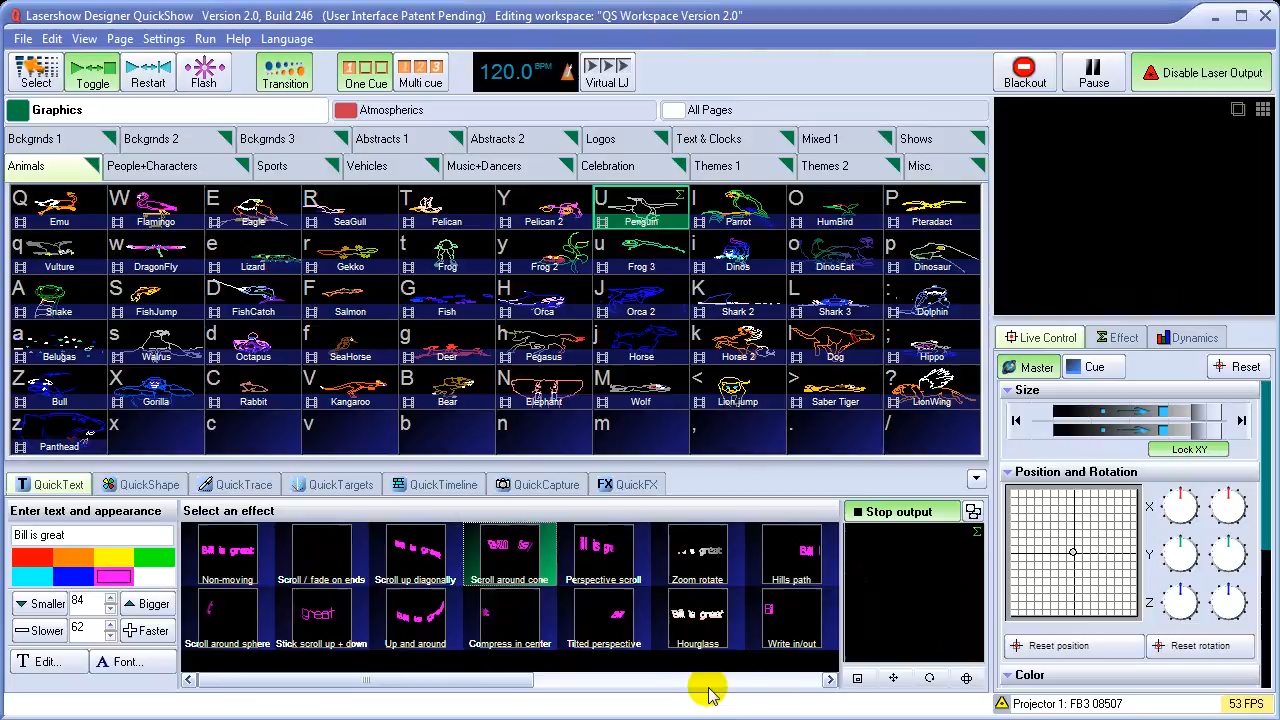 Lasershow Designer QuickShow   Version 2.0, Build 246   (User Interface Patent Pending)   Editing workspace: "QS Workspace Version 2.0"
File Edit View Page Settings Run Help Language
Select Toggle Restart Flash Transition One Cue Multi cue 120.0 BPM Virtual LJ Blackout Pause Disable Laser Output
Graphics Atmospherics All Pages
Bckgrnds 1 Bckgrnds 2 Bckgrnds 3 Abstracts 1 Abstracts 2 Logos Text & Clocks Mixed 1 Shows
Animals People+Characters Sports Vehicles Music+Dancers Celebration Themes 1 Themes 2 Misc.
Q W E R T Y U I O P
Emu Flamingo Eagle SeaGull Pelican Pelican 2 Penguin Parrot HumBird Pteradact
q w e r t y u i o p
Vulture DragonFly Lizard Gekko Frog Frog 2 Frog 3 Dinos DinosEat Dinosaur
A S D F G H J K L :
Snake FishJump FishCatch Salmon Fish Orca Orca 2 Shark 2 Shark 3 Dolphin
a s d f g h j k l ;
Belugas Walrus Octapus SeaHorse Deer Pegasus Horse Horse 2 Dog Hippo
Z X C V B N M < > ?
Bull Gorilla Rabbit Kangaroo Bear Elephant Wolf LionJump Saber Tiger LionWing
z x c v b n m , . /
Panthead
Live Control Effect Dynamics
Master Cue Reset
Size
Lock XY
Position and Rotation
X
Y
Z
Reset position Reset rotation
Color
QuickText QuickShape QuickTrace QuickTargets QuickTimeline QuickCapture FX QuickFX
Enter text and appearance Select an effect Stop output
Bill is great
Smaller 84 Bigger
Slower 62 Faster
Edit... Font...
Non-moving Scroll / fade on ends Scroll up diagonally Scroll around cone Perspective scroll Zoom rotate Hills path
Scroll around sphere Stick scroll up + down Up and around Compress in center Tilted perspective Hourglass Write in/out
Projector 1: FB3 08507 53 FPS